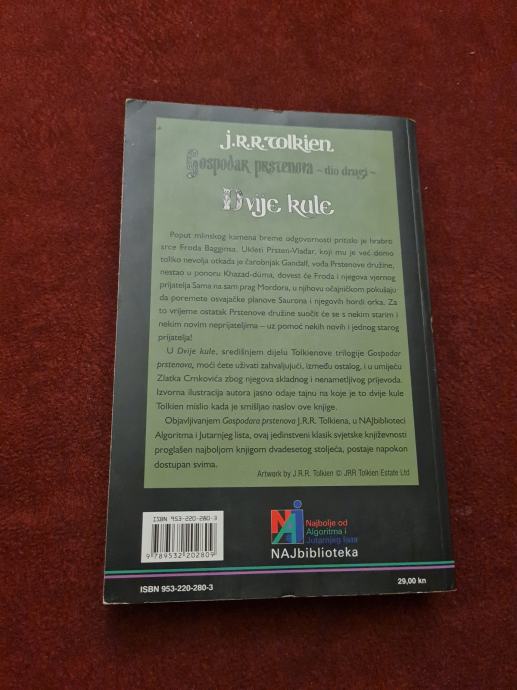 J.R.R. Tolkien
Gospodar prstenova – dio drugi –
Dvije kule
Poput mlinskog kamena breme odgovornosti pritislo je hrabro
srce Froda Bagginsa. Ukleti Prsten-Vladar, koji mu je već donio
toliko nevolja otkada je čarobnjak Gandalf, vođa Prstenove družine,
nestao u ponoru Khazad-dûma, dovest će Froda i njegova vjernog
prijatelja Sama na sam prag Mordora, u njihovu očajničkom pokušaju
da poremete osvajačke planove Saurona i njegovih hordi orka. Za
to vrijeme ostatak Prstenove družine suočit će se s nekim starim i
nekim novim neprijateljima – uz pomoć nekih novih i jednog starog
prijatelja!
U Dvije kule, središnjem dijelu Tolkienove trilogije Gospodar
prstenova, moći ćete uživati zahvaljujući, između ostalog, i u umijeću
Zlatka Crnkovića zbog njegova skladnog i nenametljivog prijevoda.
Izvorna ilustracija autora jasno odaje tajnu na koje je to dvije kule
Tolkien mislio kada je smišljao naslov ove knjige.
Objavljivanjem Gospodara prstenova J.R.R. Tolkiena, u NAJbiblioteci
Algoritma i Jutarnjeg lista, ovaj jedinstveni klasik svjetske književnosti
proglašen najboljom knjigom dvadesetog stoljeća, postaje napokon
dostupan svima.
Artwork by J.R.R. Tolkien © JRR Tolkien Estate Ltd
ISBN 953-220-280-3
9 789532 202809
NAJ
Najbolje od
Algoritma i
Jutarnjeg lista
NAJbiblioteka
ISBN 953-220-280-3
29,00 kn